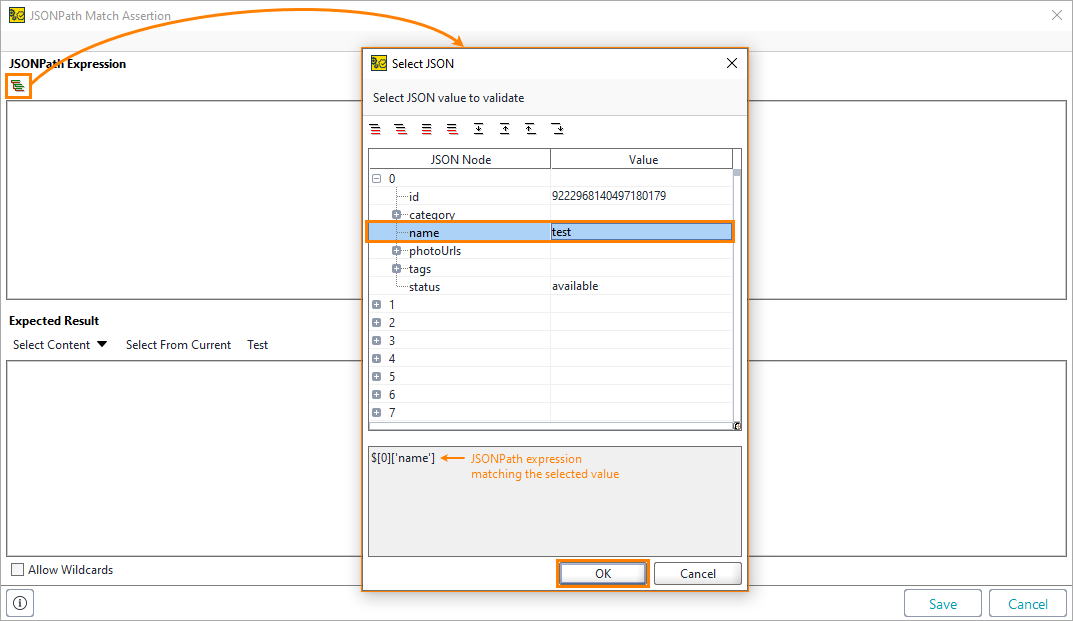 JSONPath Match Assertion
JSONPath Expression
Select JSON
Select JSON value to validate
JSON Node Value
0
id 9222968140497180179
category
name test
photoUrls
tags
status available
1
2
3
4
5
6
7
$[0]['name'] JSONPath expression
matching the selected value
OK Cancel
Expected Result
Select Content Select From Current Test
Allow Wildcards
Save Cancel